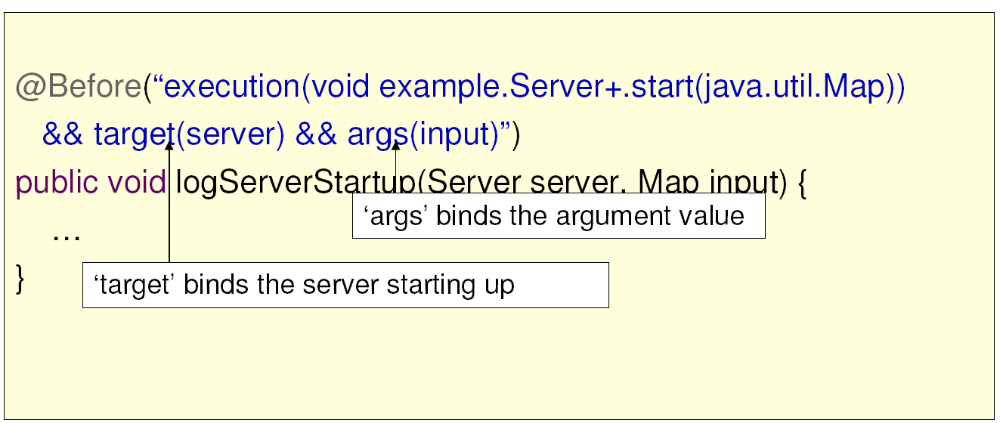 @Before(“execution(void example.Server+.start(java.util.Map))
&& target(server) && args(input)”)
public void logServerStartup(Server server, Map input) {
‘args’ binds the argument value
…
‘target’ binds the server starting up
}